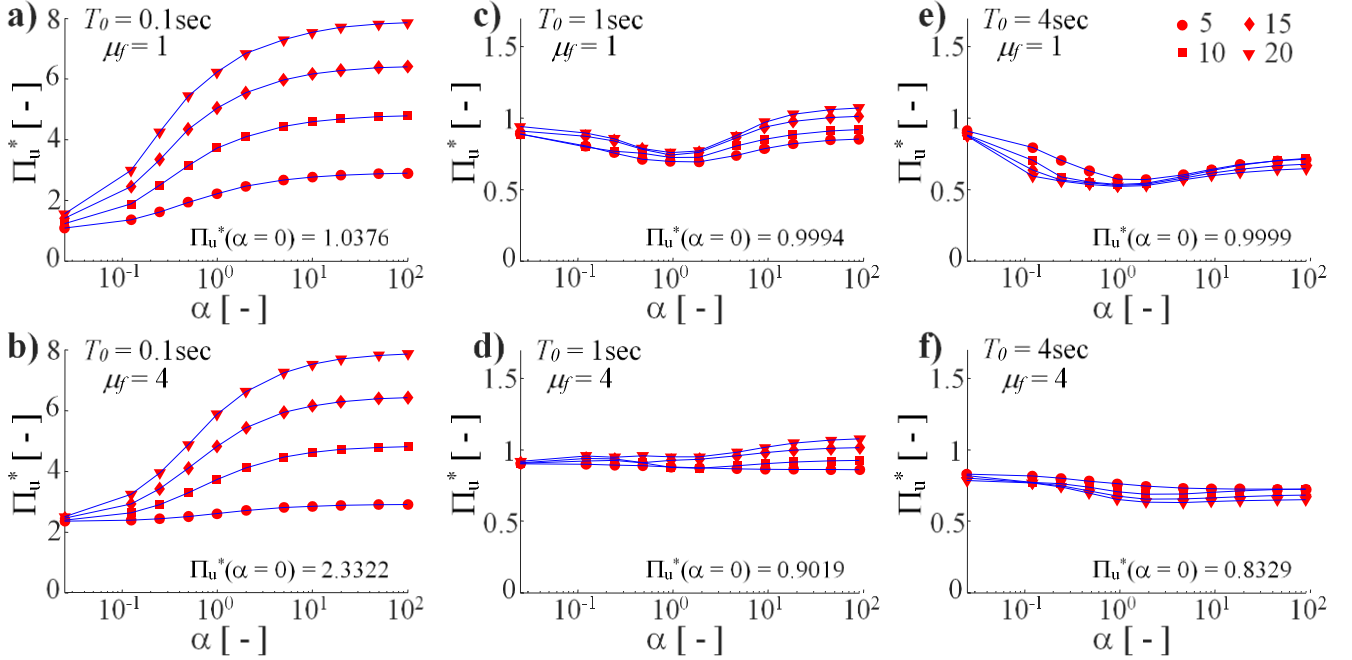 a)
T₀ = 0.1sec
μf = 1
8
6
4
2
0
Πu* [ - ]
Πu*(α = 0) = 1.0376
10⁻¹ 10⁰ 10¹ 10²
α [ - ]
c)
T₀ = 1sec
μf = 1
1.5
1
0.5
0
Πu* [ - ]
Πu*(α = 0) = 0.9994
10⁻¹ 10⁰ 10¹ 10²
α [ - ]
e)
T₀ = 4sec
μf = 1
5 15
10 20
1.5
1
0.5
0
Πu* [ - ]
Πu*(α = 0) = 0.9999
10⁻¹ 10⁰ 10¹ 10²
α [ - ]
b)
T₀ = 0.1sec
μf = 4
8
6
4
2
0
Πu* [ - ]
Πu*(α = 0) = 2.3322
10⁻¹ 10⁰ 10¹ 10²
α [ - ]
d)
T₀ = 1sec
μf = 4
1.5
1
0.5
0
Πu* [ - ]
Πu*(α = 0) = 0.9019
10⁻¹ 10⁰ 10¹ 10²
α [ - ]
f)
T₀ = 4sec
μf = 4
1.5
1
0.5
0
Πu* [ - ]
Πu*(α = 0) = 0.8329
10⁻¹ 10⁰ 10¹ 10²
α [ - ]